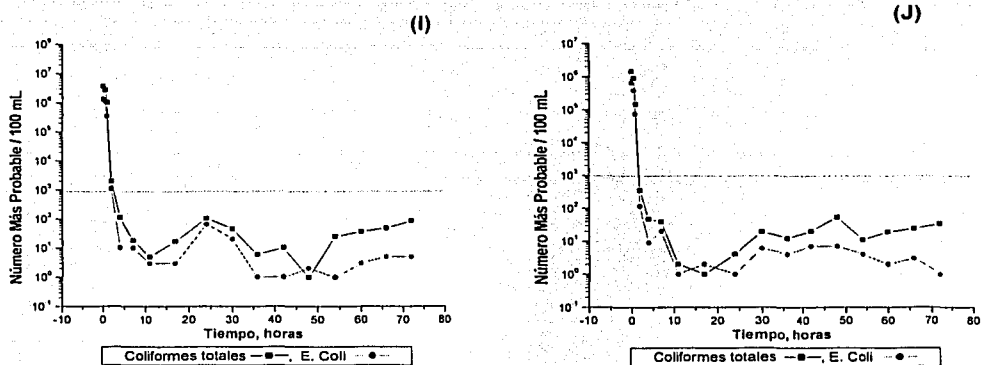 (I)
Número Más Probable / 100 mL
10⁸
10⁷
10⁶
10⁵
10⁴
10³
10²
10¹
10⁰
10⁻¹
-10 0 10 20 30 40 50 60 70 80
Tiempo, horas
Coliformes totales —■—, E. Coli --●--
(J)
Número Más Probable / 100 mL
10⁷
10⁶
10⁵
10⁴
10³
10²
10¹
10⁰
10⁻¹
-10 0 10 20 30 40 50 60 70 80
Tiempo, horas
Coliformes totales —■—, E. Coli --●--